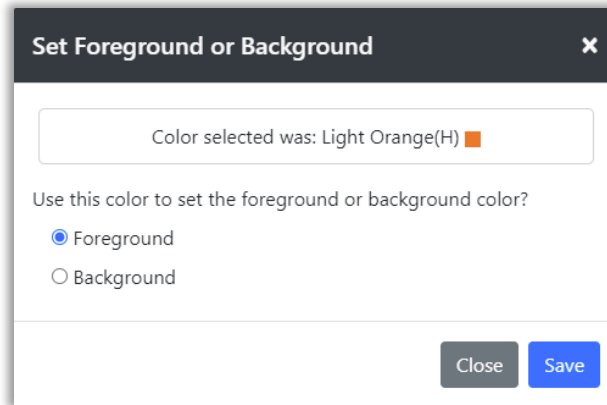 Set Foreground or Background
Color selected was: Light Orange(H)
Use this color to set the foreground or background color?
Foreground
Background
Close Save